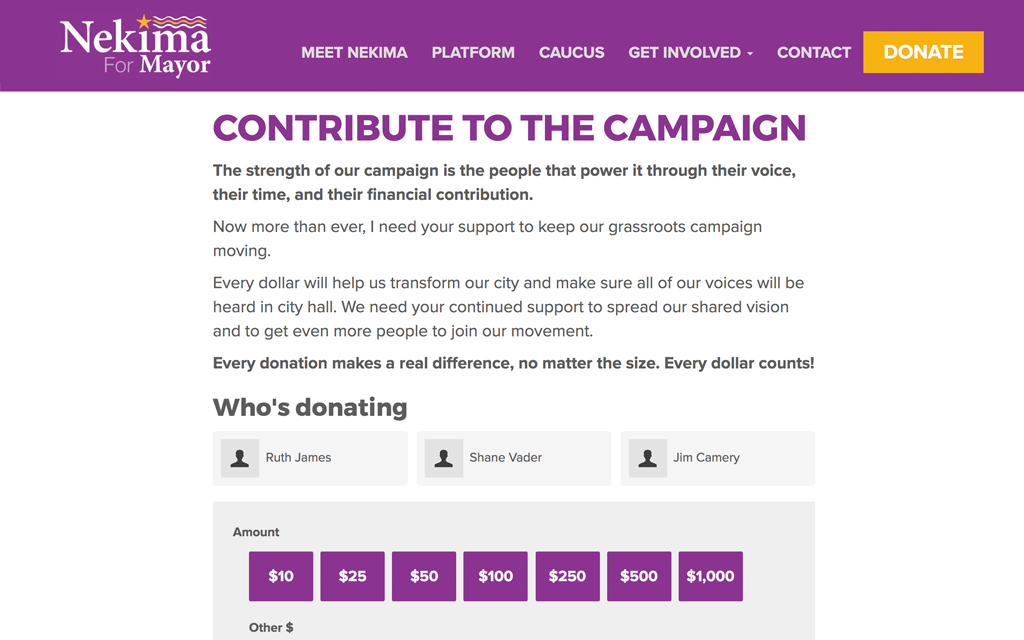 Nekima
For Mayor
MEET NEKIMA
PLATFORM
CAUCUS
GET INVOLVED
CONTACT
DONATE
CONTRIBUTE TO THE CAMPAIGN
The strength of our campaign is the people that power it through their voice,
their time, and their financial contribution.
Now more than ever, I need your support to keep our grassroots campaign
moving.
Every dollar will help us transform our city and make sure all of our voices will be
heard in city hall. We need your continued support to spread our shared vision
and to get even more people to join our movement.
Every donation makes a real difference, no matter the size. Every dollar counts!
Who's donating
Ruth James
Shane Vader
Jim Camery
Amount
$10
$25
$50
$100
$250
$500
$1,000
Other $